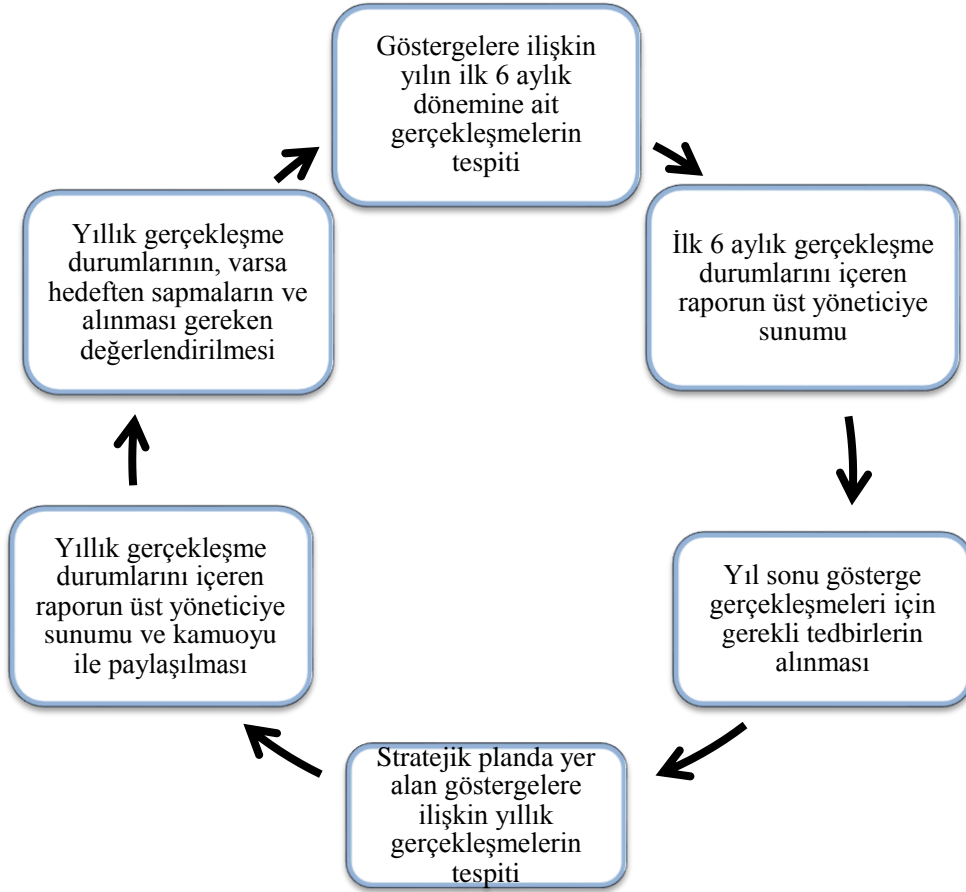 Göstergelere ilişkin
yılın ilk 6 aylık
dönemine ait
gerçekleşmelerin
tespiti
İlk 6 aylık gerçekleşme
durumlarını içeren
raporun üst yöneticiye
sunumu
Yıl sonu gösterge
gerçekleşmeleri için
gerekli tedbirlerin
alınması
Stratejik planda yer
alan göstergelere
ilişkin yıllık
gerçekleşmelerin
tespiti
Yıllık gerçekleşme
durumlarını içeren
raporun üst yöneticiye
sunumu ve kamuoyu
ile paylaşılması
Yıllık gerçekleşme
durumlarının, varsa
hedeften sapmaların ve
alınması gereken
değerlendirilmesi